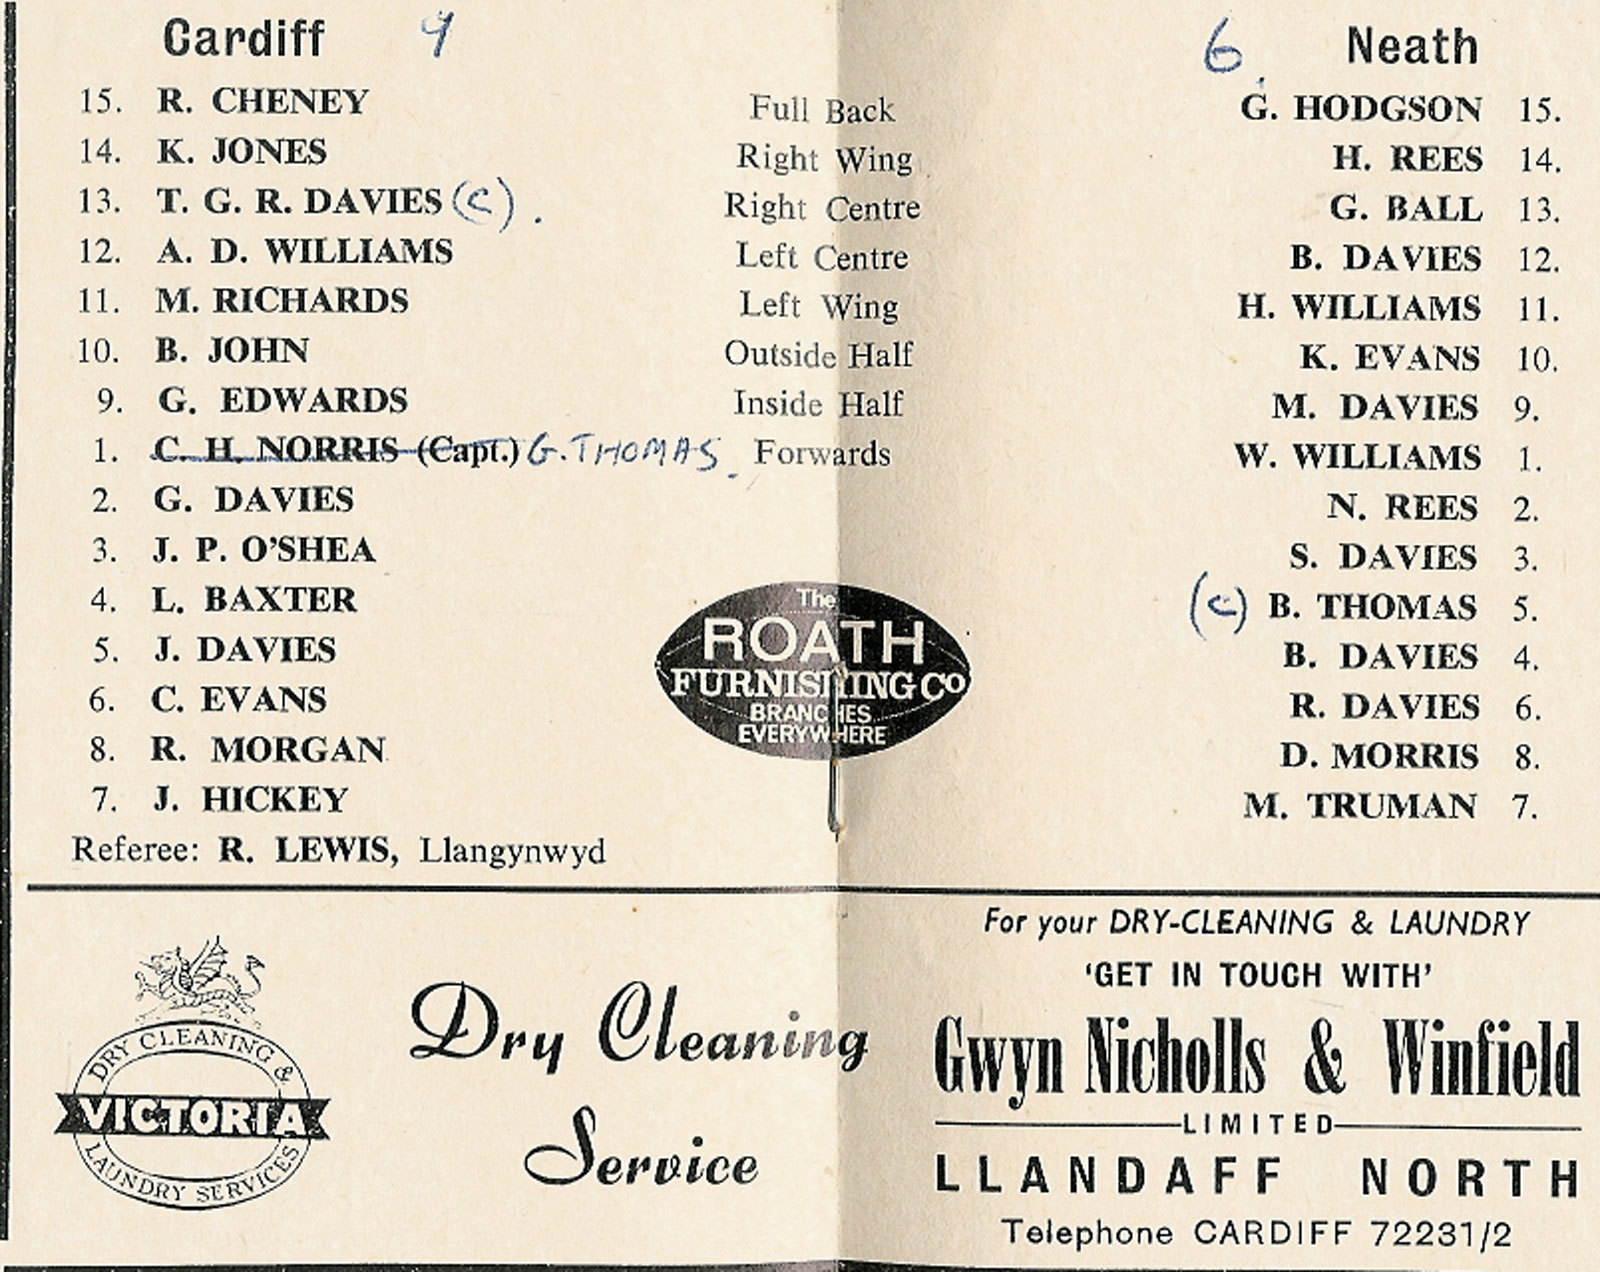 Cardiff 9 6 Neath
15. R. CHENEY Full Back G. HODGSON 15.
14. K. JONES Right Wing H. REES 14.
13. T. G. R. DAVIES (C). Right Centre G. BALL 13.
12. A. D. WILLIAMS Left Centre B. DAVIES 12.
11. M. RICHARDS Left Wing H. WILLIAMS 11.
10. B. JOHN Outside Half K. EVANS 10.
9. G. EDWARDS Inside Half M. DAVIES 9.
1. C. H. NORRIS (Capt.) G. THOMAS. Forwards W. WILLIAMS 1.
2. G. DAVIES N. REES 2.
3. J. P. O'SHEA S. DAVIES 3.
4. L. BAXTER (C) B. THOMAS 5.
5. J. DAVIES B. DAVIES 4.
6. C. EVANS R. DAVIES 6.
8. R. MORGAN D. MORRIS 8.
7. J. HICKEY M. TRUMAN 7.
Referee: R. LEWIS, Llangynwyd
The
ROATH
FURNISHING Co
BRANCHES
EVERYWHERE
DRY CLEANING &
VICTORIA
LAUNDRY SERVICES
Dry Cleaning
Service
For your DRY-CLEANING & LAUNDRY
'GET IN TOUCH WITH'
Gwyn Nicholls & Winfield
LIMITED
LLANDAFF NORTH
Telephone CARDIFF 72231/2